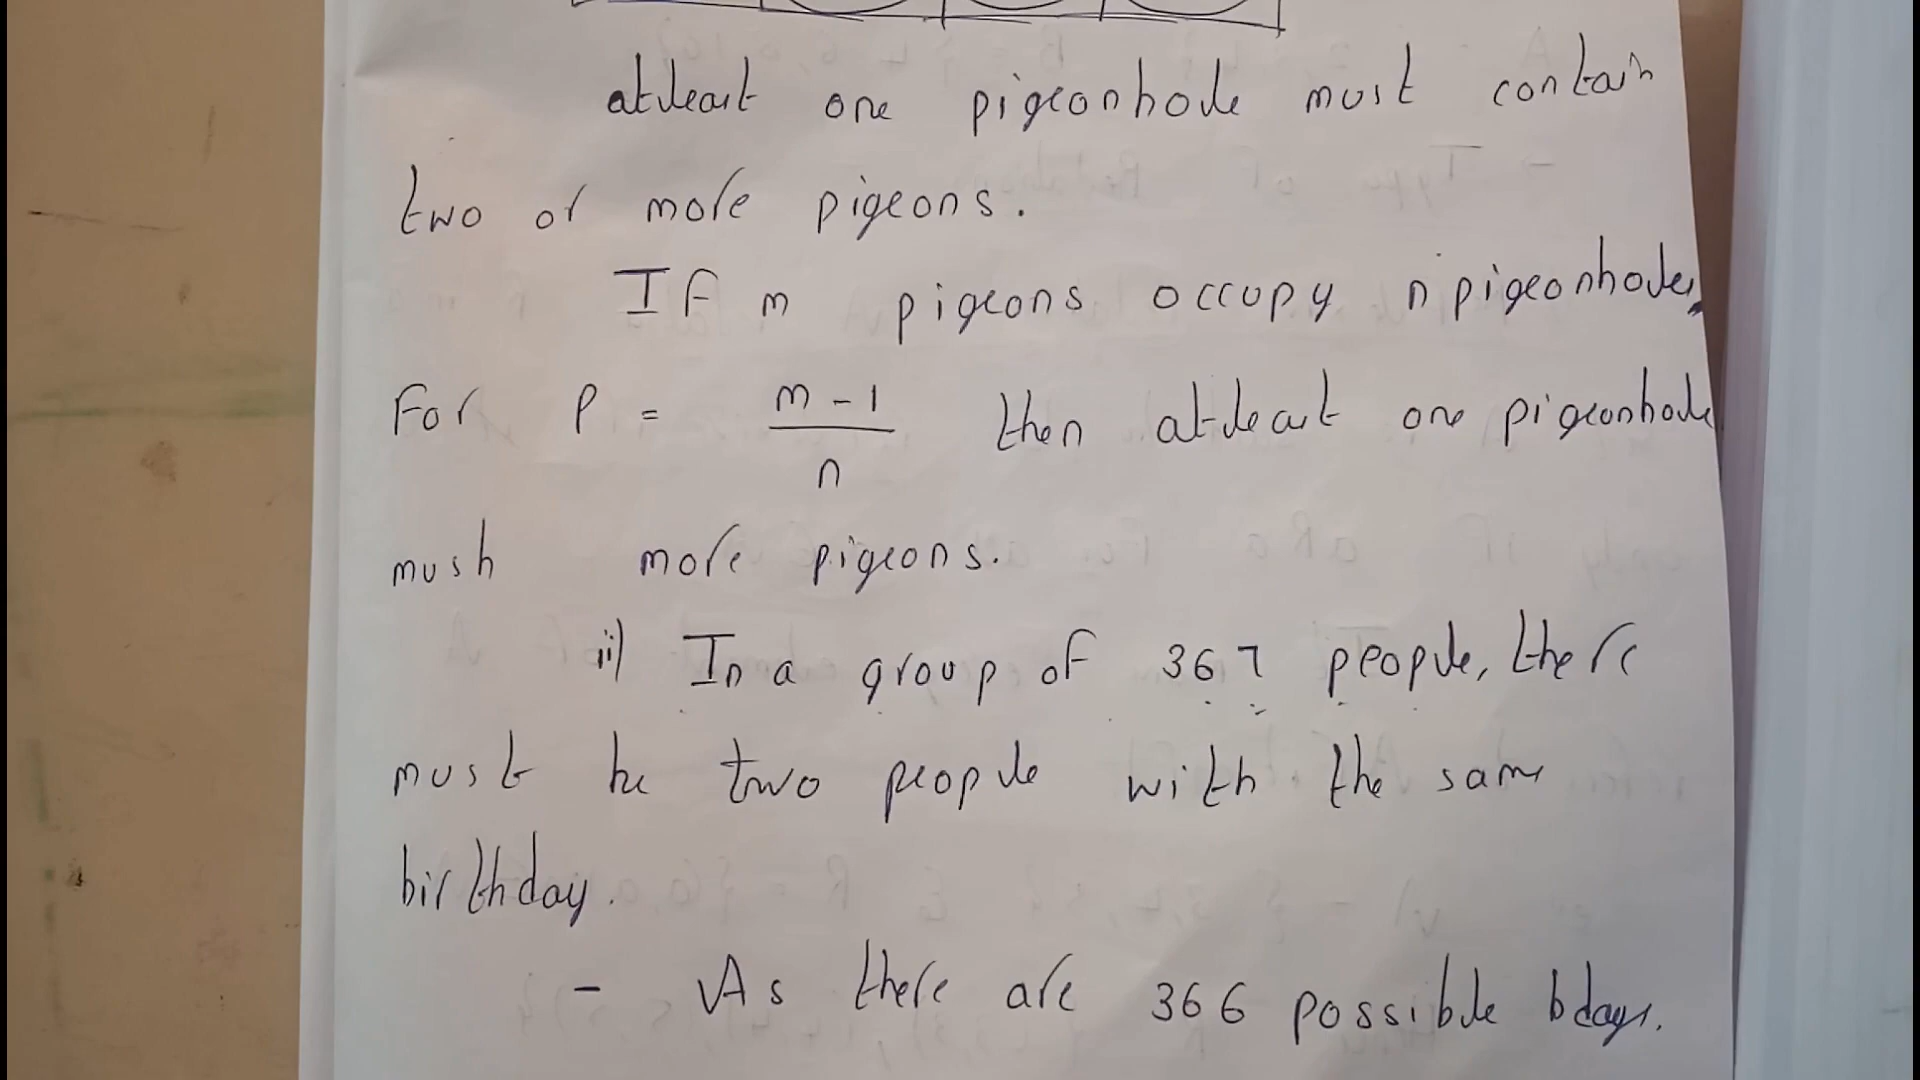 atleast one pigeonhole must contain
two or more pigeons.
If m pigeons occupy n pigeonholes,
For P = m - 1 / n then at-least one pigeonhole
mush more pigeons.
ii) In a group of 367 people, there
must be two people with the same
birthday.
- As there are 366 possible bdays.